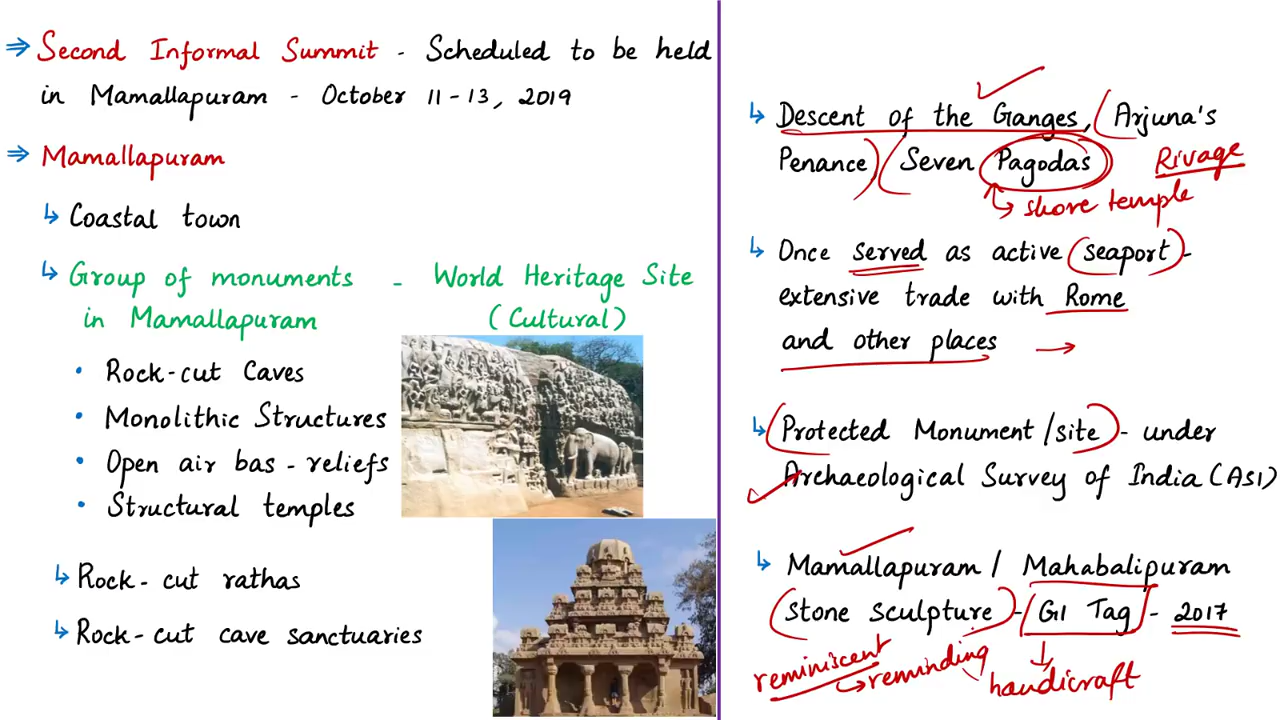 ⇒ Second Informal Summit - Scheduled to be held
in Mamallapuram - October 11-13, 2019
⇒ Mamallapuram
↳ Coastal town
↳ Group of monuments - World Heritage Site
in Mamallapuram (Cultural)
• Rock-cut Caves
• Monolithic Structures
• Open air bas-reliefs
• Structural temples
↳ Rock-cut rathas
↳ Rock-cut cave sanctuaries
↳ Descent of the Ganges, (Arjuna's
Penance) (Seven Pagodas Rivage
↳ shore temple
↳ Once served as active (seaport)-
extensive trade with Rome
and other places →
↳ (Protected Monument/site) - under
Archaeological Survey of India (ASI)
↳ Mamallapuram / Mahabalipuram
(stone sculpture) - GI Tag - 2017
reminiscent
↳ reminding
handicraft